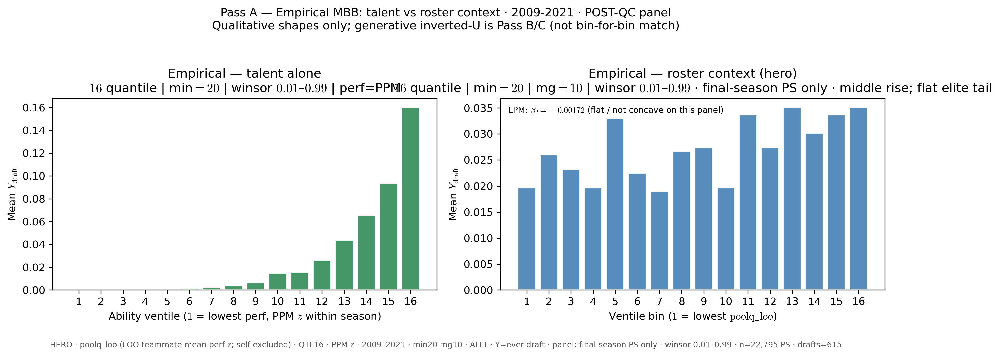 Pass A — Empirical MBB: talent vs roster context · 2009-2021 · POST-QC panel
Qualitative shapes only; generative inverted-U is Pass B/C (not bin-for-bin match)
Empirical — talent alone
16 quantile | min = 20 | winsor 0.01–0.99 | perf=PPM
Mean Y_draft
0.16
0.14
0.12
0.10
0.08
0.06
0.04
0.02
0.00
1 2 3 4 5 6 7 8 9 10 11 12 13 14 15 16
Ability ventile (1 = lowest perf, PPM z within season)
Empirical — roster context (hero)
16 quantile | min = 20 | mg = 10 | winsor 0.01–0.99 · final-season PS only · middle rise; flat elite tail
LPM: β₂ = +0.00172 (flat / not concave on this panel)
Mean Y_draft
0.035
0.030
0.025
0.020
0.015
0.010
0.005
0.000
1 2 3 4 5 6 7 8 9 10 11 12 13 14 15 16
Ventile bin (1 = lowest poolq_loo)
HERO · poolq_loo (LOO teammate mean perf z; self excluded) · QTL16 · PPM z · 2009–2021 · min20 mg10 · ALLT · Y=ever-draft · panel: final-season PS only · winsor 0.01–0.99 · n=22,795 PS · drafts=615